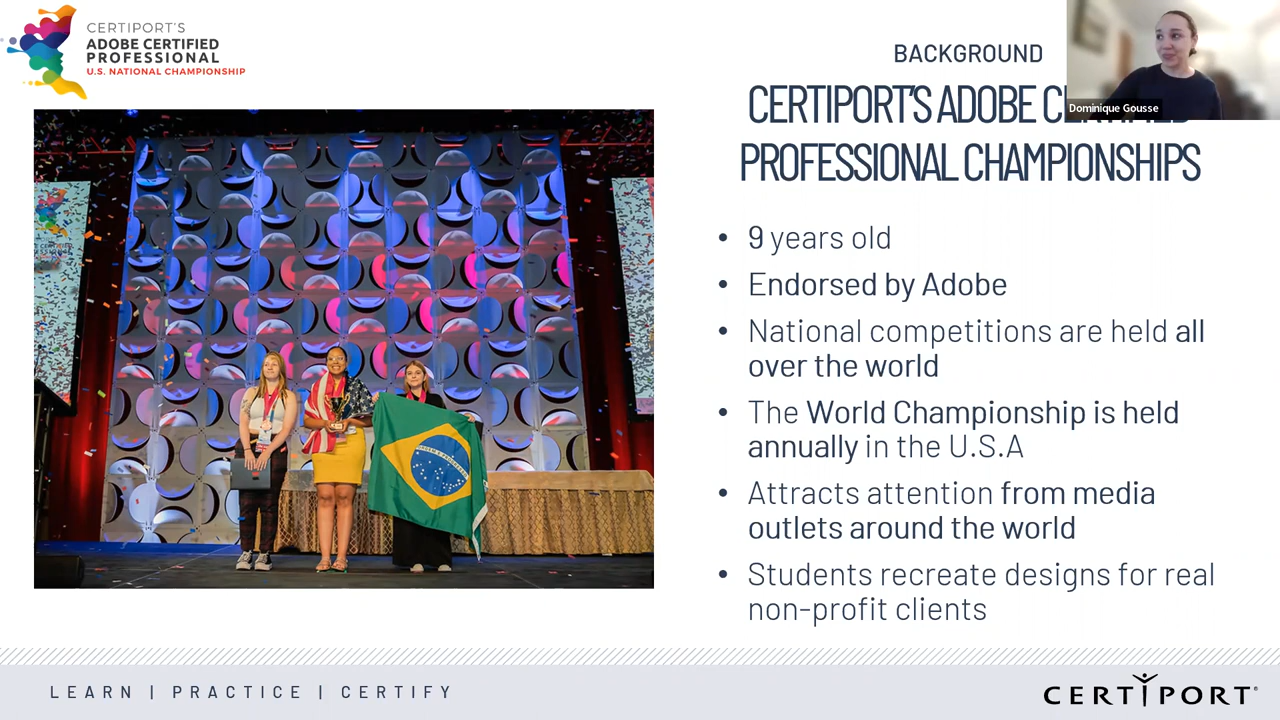 CERTIPORT'S
ADOBE CERTIFIED
PROFESSIONAL
U.S. NATIONAL CHAMPIONSHIP
BACKGROUND
Dominique Gousse
CERTIPORT'S ADOBE CERTIFIED
PROFESSIONAL CHAMPIONSHIPS
• 9 years old
• Endorsed by Adobe
• National competitions are held all
over the world
• The World Championship is held
annually in the U.S.A
• Attracts attention from media
outlets around the world
• Students recreate designs for real
non-profit clients
LEARN | PRACTICE | CERTIFY
CERTIPORT